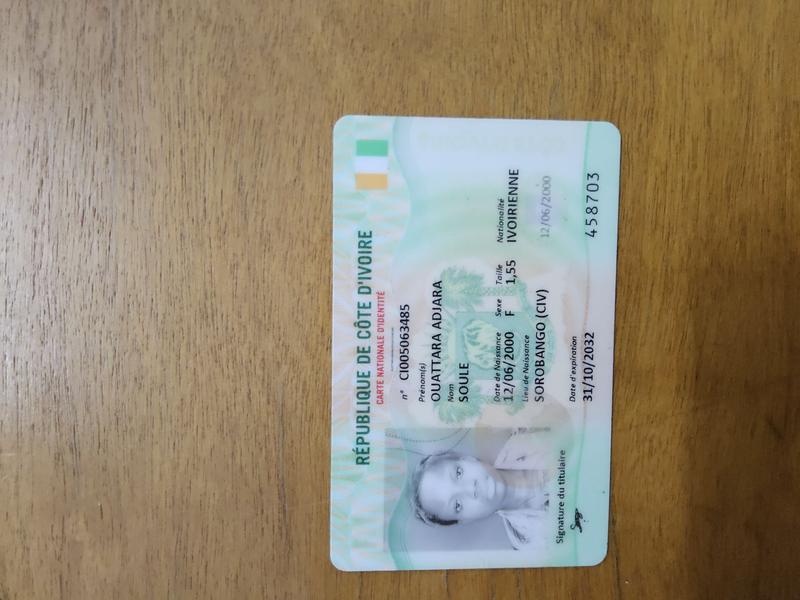 RÉPUBLIQUE DE CÔTE D'IVOIRE
CARTE NATIONALE D'IDENTITÉ
n° CI005063485
Prénom(s)
OUATTARA ADJARA
Nom
SOULE
Date de Naissance Sexe Taille Nationalité
12/06/2000 F 1,55 IVOIRIENNE
Lieu de Naissance
SOROBANGO (CIV)
12/06/2000
Date d'expiration
31/10/2032
458703
Signature du titulaire